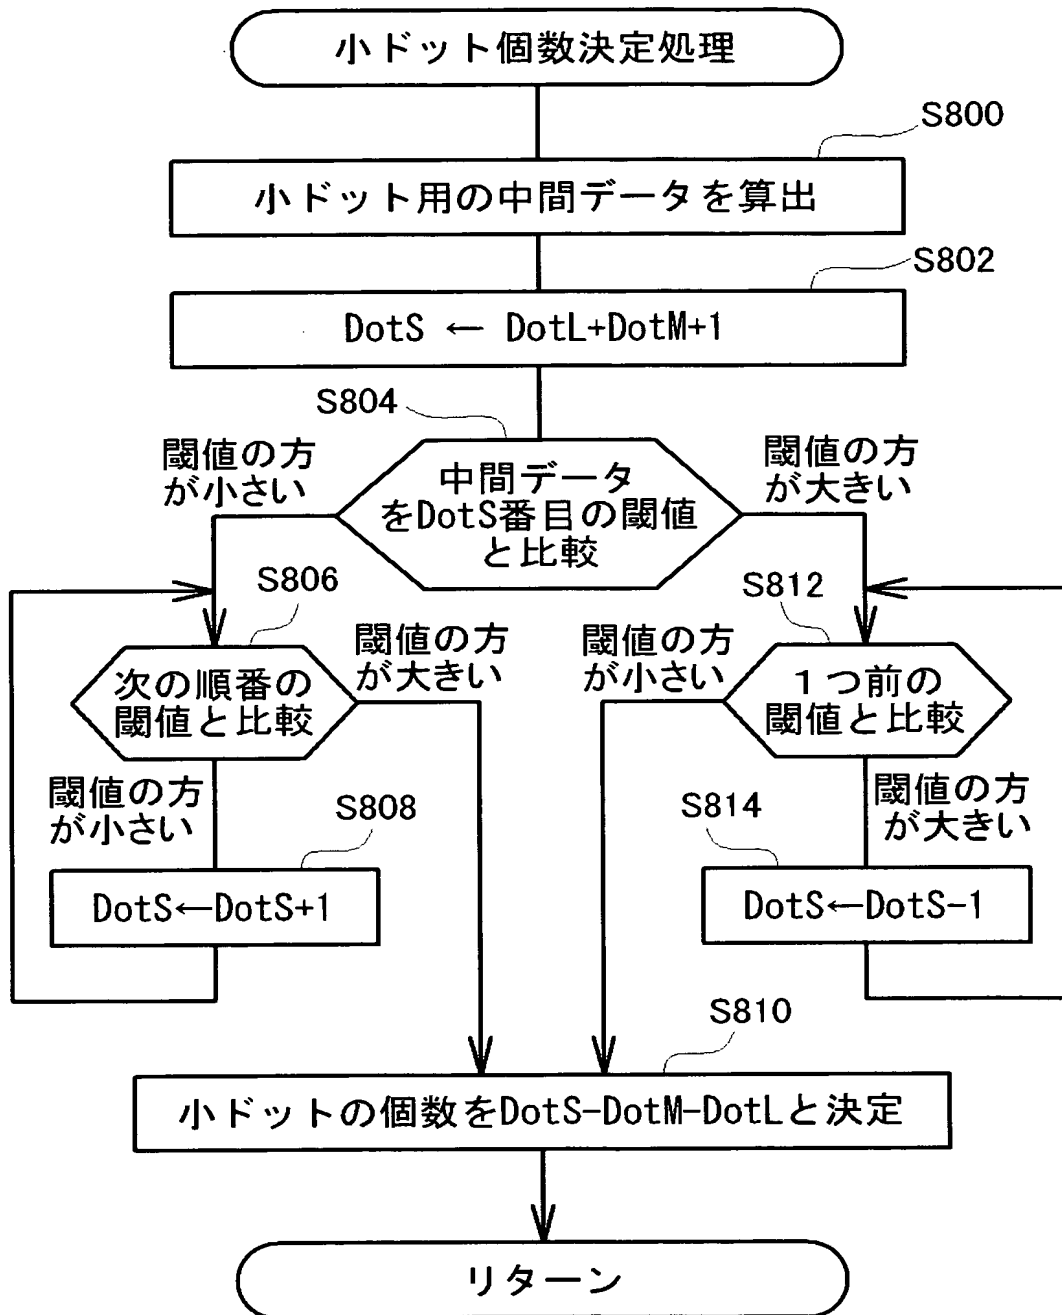 小ドット個数決定処理
S800
小ドット用の中間データを算出
S802
DotS ← DotL+DotM+1
S804
閾値の方
が小さい
中間データ
をDotS番目の閾値
と比較
閾値の方
が大きい
S806
次の順番の
閾値と比較
閾値の方
が大きい
閾値の方
が小さい
S808
DotS←DotS+1
S812
閾値の方
が小さい
1つ前の
閾値と比較
閾値の方
が大きい
S814
DotS←DotS-1
S810
小ドットの個数をDotS-DotM-DotLと決定
リターン